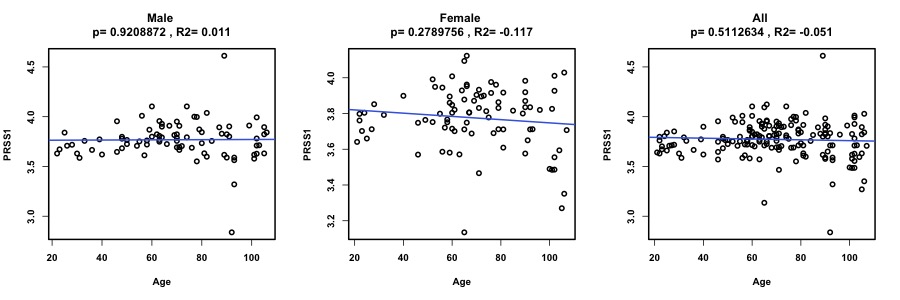 Male
p= 0.9208872 , R2= 0.011
PRSS1
4.5
4.0
3.5
3.0
20 40 60 80 100
Age
Female
p= 0.2789756 , R2= -0.117
PRSS1
4.0
3.8
3.6
3.4
3.2
20 40 60 80 100
Age
All
p= 0.5112634 , R2= -0.051
PRSS1
4.5
4.0
3.5
3.0
20 40 60 80 100
Age